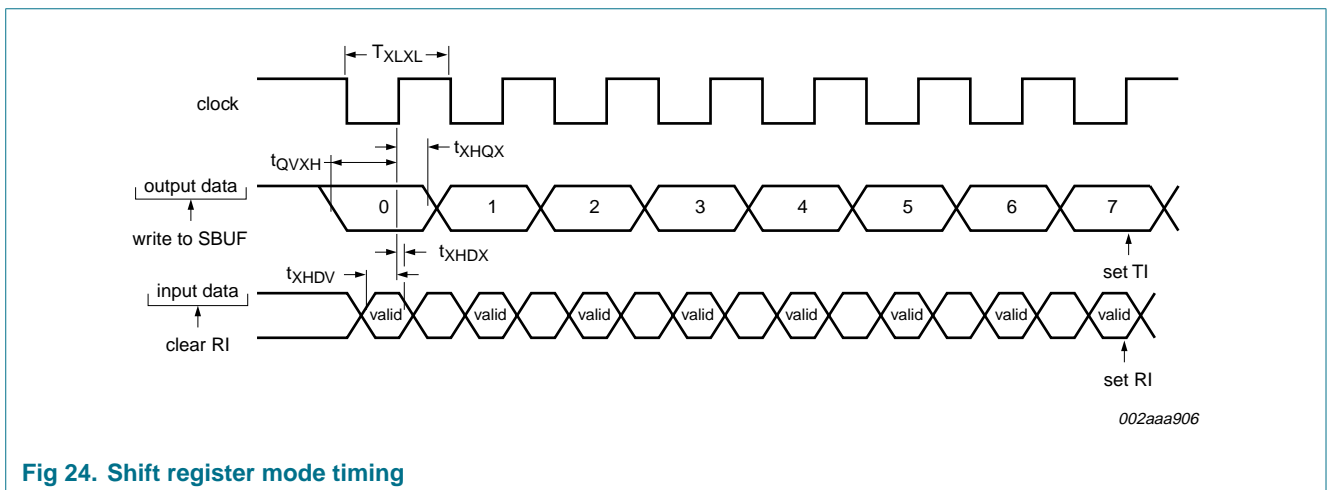 TXLXL
clock
tXHQX
tQVXH
output data
0 1 2 3 4 5 6 7
write to SBUF
tXHDX
set TI
tXHDV
input data
valid valid valid valid valid valid valid valid
clear RI
set RI
002aaa906
Fig 24. Shift register mode timing